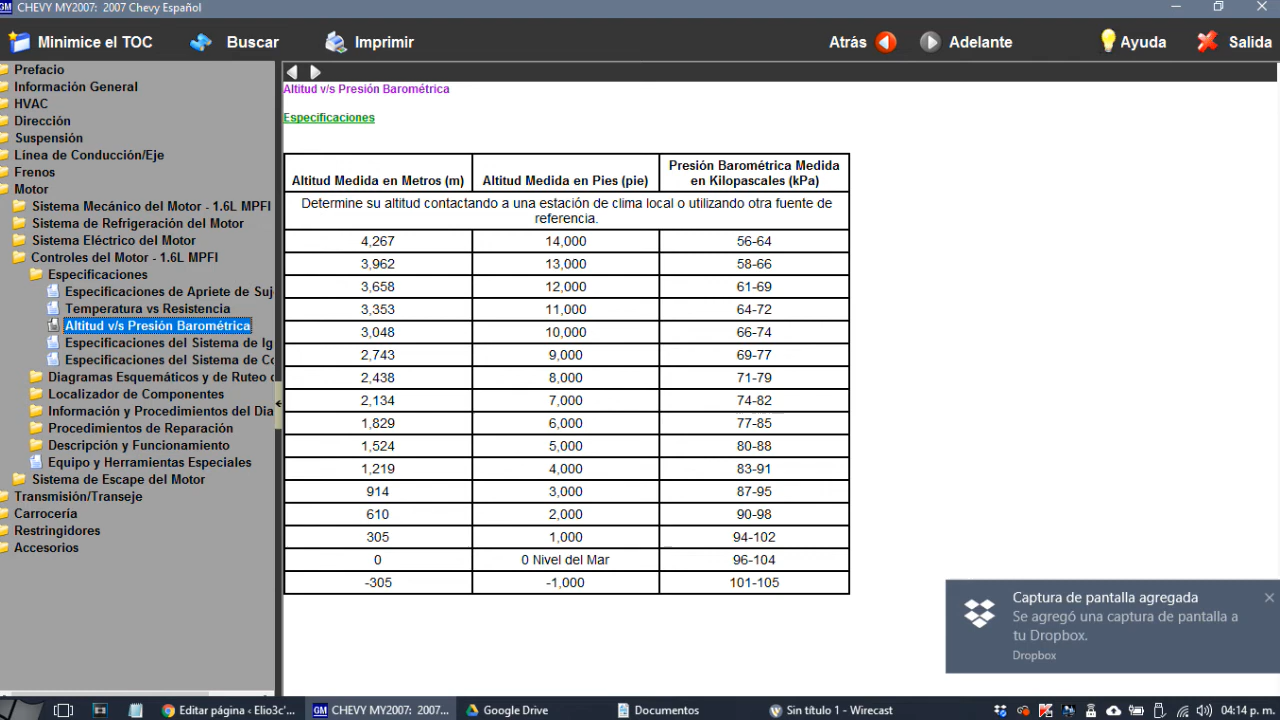 GM CHEVY MY2007: 2007 Chevy Español
Minimice el TOC Buscar Imprimir Atrás Adelante Ayuda Salida
Prefacio
Información General
HVAC
Dirección
Suspensión
Línea de Conducción/Eje
Frenos
Motor
Sistema Mecánico del Motor - 1.6L MPFI
Sistema de Refrigeración del Motor
Sistema Eléctrico del Motor
Controles del Motor - 1.6L MPFI
Especificaciones
Especificaciones de Apriete de Suj
Temperatura vs Resistencia
Altitud v/s Presión Barométrica
Especificaciones del Sistema de Ig
Especificaciones del Sistema de Co
Diagramas Esquemáticos y de Ruteo d
Localizador de Componentes
Información y Procedimientos del Dia
Procedimientos de Reparación
Descripción y Funcionamiento
Equipo y Herramientas Especiales
Sistema de Escape del Motor
Transmisión/Transeje
Carrocería
Restringidores
Accesorios
Altitud v/s Presión Barométrica
Especificaciones
Altitud Medida en Metros (m) Altitud Medida en Pies (pie) Presión Barométrica Medida
en Kilopascales (kPa)
Determine su altitud contactando a una estación de clima local o utilizando otra fuente de
referencia.
4,267 14,000 56-64
3,962 13,000 58-66
3,658 12,000 61-69
3,353 11,000 64-72
3,048 10,000 66-74
2,743 9,000 69-77
2,438 8,000 71-79
2,134 7,000 74-82
1,829 6,000 77-85
1,524 5,000 80-88
1,219 4,000 83-91
914 3,000 87-95
610 2,000 90-98
305 1,000 94-102
0 0 Nivel del Mar 96-104
-305 -1,000 101-105
Captura de pantalla agregada
Se agregó una captura de pantalla a
tu Dropbox.
Dropbox
Editar página ‹ Elio3c'... GM CHEVY MY2007: 2007... Google Drive Documentos Sin título 1 - Wirecast 04:14 p. m.